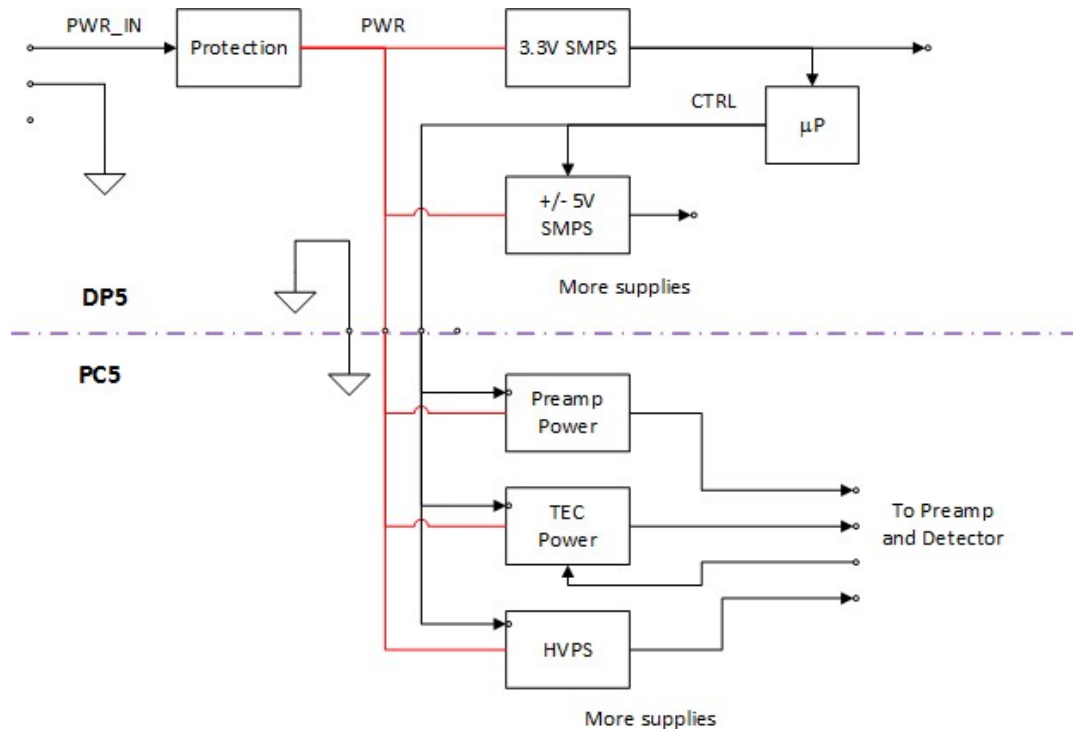 PWR_IN
Protection
PWR
3.3V SMPS
CTRL
µP
+/- 5V
SMPS
More supplies
DP5
PC5
Preamp
Power
TEC
Power
To Preamp
and Detector
HVPS
More supplies